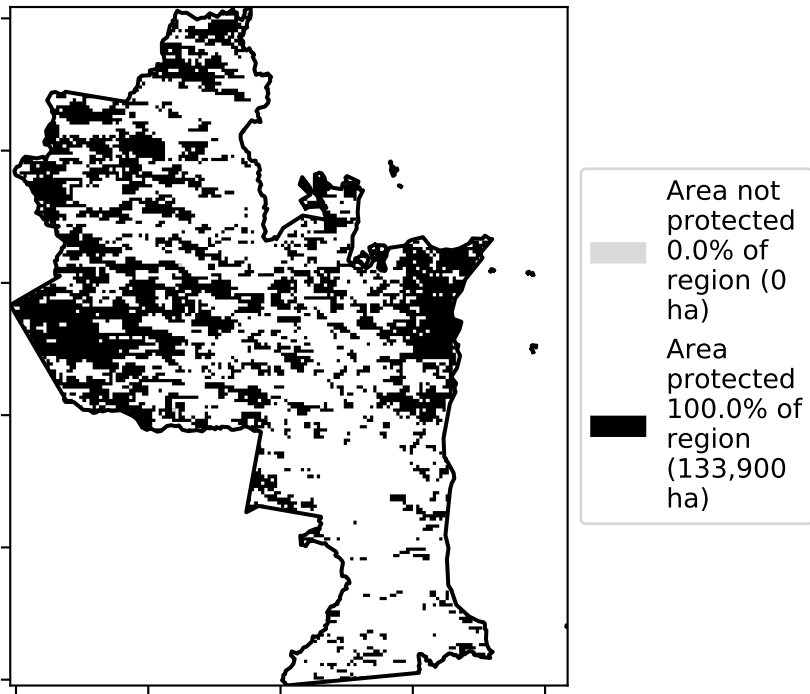 Area not
protected
0.0% of
region (0
ha)
Area
protected
100.0% of
region
(133,900
ha)